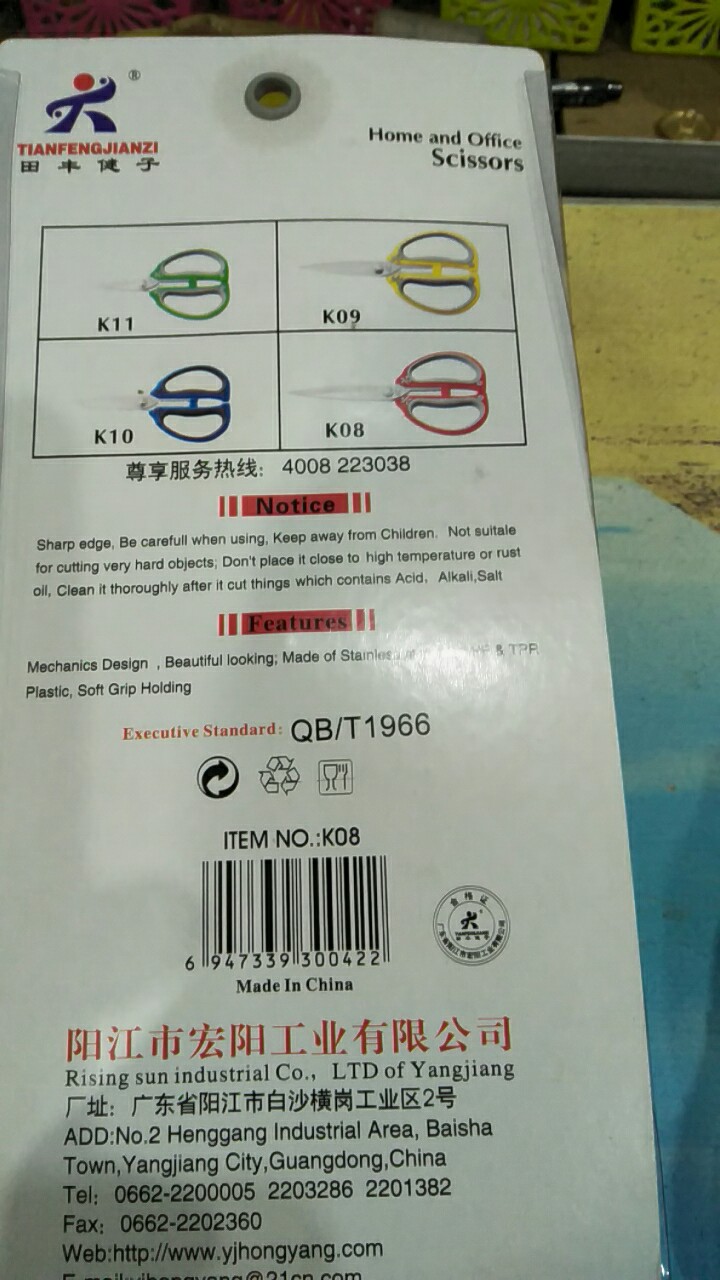 ®
TIANFENGJIANZI
田丰健子
Home and Office
Scissors
K11
K09
K10
K08
尊享服务热线: 4008 223038
Notice
Sharp edge, Be carefull when using, Keep away from Children. Not suitale
for cutting very hard objects; Don't place it close to high temperature or rust
oil, Clean it thoroughly after it cut things which contains Acid, Alkali,Salt
Features
Mechanics Design , Beautiful looking; Made of & TPR
Plastic, Soft Grip Holding
Executive Standard: QB/T1966
ITEM NO.:K08
6 947339 300422
合格证
Made In China
阳江市宏阳工业有限公司
Rising sun industrial Co., LTD of Yangjiang
厂址: 广东省阳江市白沙横岗工业区2号
ADD:No.2 Henggang Industrial Area, Baisha
Town,Yangjiang City,Guangdong,China
Tel: 0662-2200005 2203286 2201382
Fax: 0662-2202360
Web:http://www.yjhongyang.com